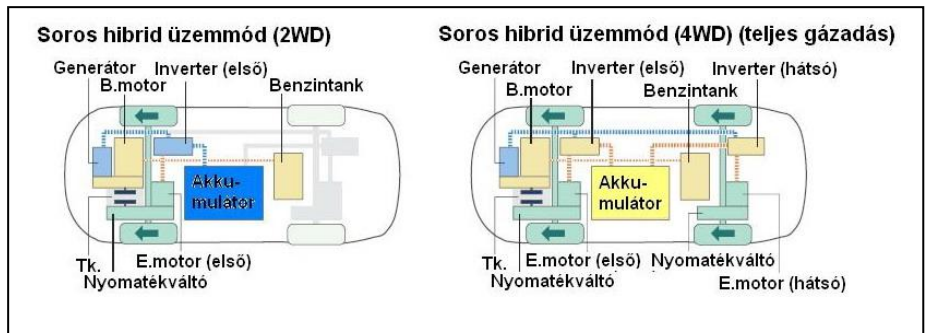 Soros hibrid üzemmód (2WD)
Generátor
Inverter (első)
B.motor
Benzintank
Akku-
mulátor
Tk.
E.motor (első)
Nyomatékváltó
Soros hibrid üzemmód (4WD) (teljes gázadás)
Generátor
Inverter (első)
Inverter (hátsó)
B.motor
Benzintank
Akku-
mulátor
Tk.
E.motor (első)
Nyomatékváltó
Nyomatékváltó
E.motor (hátsó)